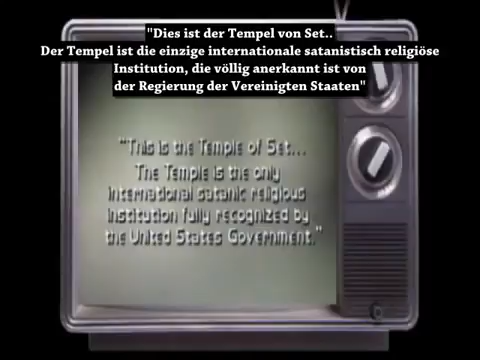 "Dies ist der Tempel von Set..
Der Tempel ist die einzige internationale satanistisch religiöse
Institution, die völlig anerkannt ist von
der Regierung der Vereinigten Staaten"
"This is the Temple of Set...
The Temple is the only
international satanic religious
institution fully recognized by
the United States Government."